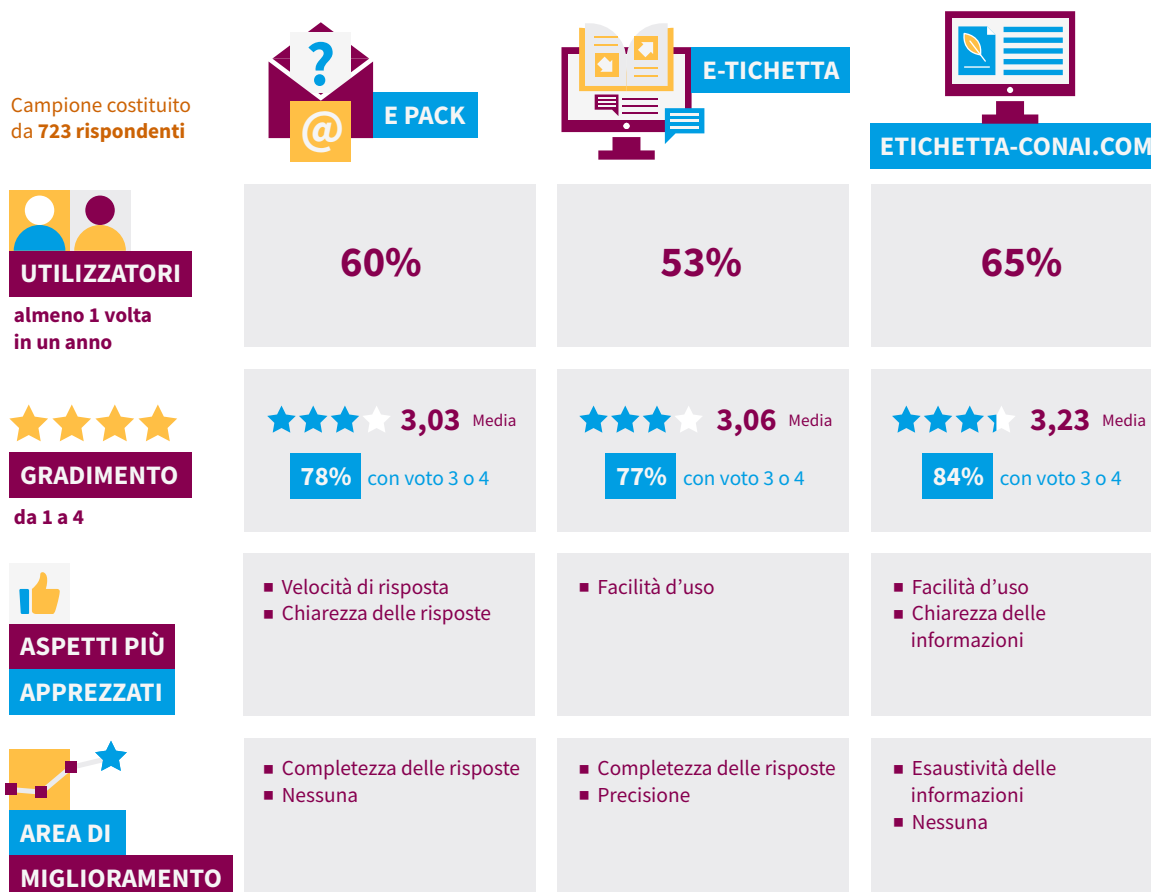 Campione costituito
da 723 rispondenti
?
@
E PACK
E-TICHETTA
ETICHETTA-CONAI.COM
UTILIZZATORI
almeno 1 volta
in un anno
60%
53%
65%
GRADIMENTO
da 1 a 4
3,03 Media
78% con voto 3 o 4
3,06 Media
77% con voto 3 o 4
3,23 Media
84% con voto 3 o 4
ASPETTI PIÙ
APPREZZATI
■ Velocità di risposta
■ Chiarezza delle risposte
■ Facilità d’uso
■ Facilità d’uso
■ Chiarezza delle
informazioni
AREA DI
MIGLIORAMENTO
■ Completezza delle risposte
■ Nessuna
■ Completezza delle risposte
■ Precisione
■ Esaustività delle
informazioni
■ Nessuna